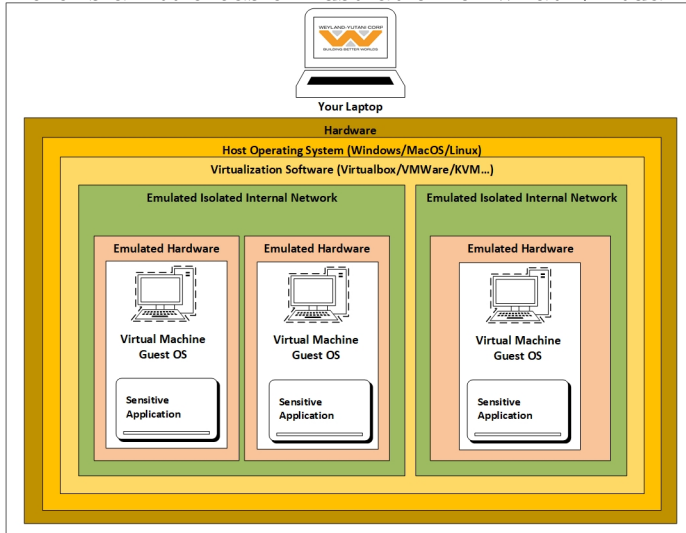 WEYLAND-YUTANI CORP
BUILDING BETTER WORLDS
Your Laptop
Hardware
Host Operating System (Windows/MacOS/Linux)
Virtualization Software (Virtualbox/VMWare/KVM...)
Emulated Isolated Internal Network
Emulated Isolated Internal Network
Emulated Hardware
Emulated Hardware
Emulated Hardware
Virtual Machine
Guest OS
Virtual Machine
Guest OS
Virtual Machine
Guest OS
Sensitive
Application
Sensitive
Application
Sensitive
Application